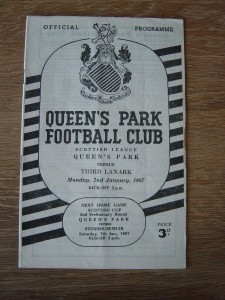 OFFICIAL PROGRAMME
QUEEN'S PARK
FOOTBALL CLUB
SCOTTISH LEAGUE
QUEEN'S PARK
VERSUS
THIRD LANARK
Monday, 2nd January, 1967
KICK-OFF 2 p.m.
NEXT HOME GAME
SCOTTISH CUP
2nd Preliminary Round
QUEEN'S PARK
versus
STENHOUSEMUIR
Saturday, 7th Jan., 1967
Kick-off 2 p.m.
PRICE
3D